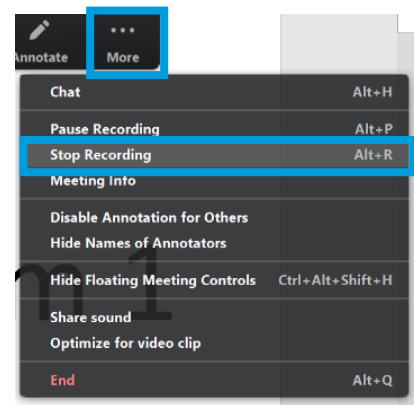 Annotate More
Chat Alt+H
Pause Recording Alt+P
Stop Recording Alt+R
Meeting Info
Disable Annotation for Others
Hide Names of Annotators
Hide Floating Meeting Controls Ctrl+Alt+Shift+H
Share sound
Optimize for video clip
End Alt+Q